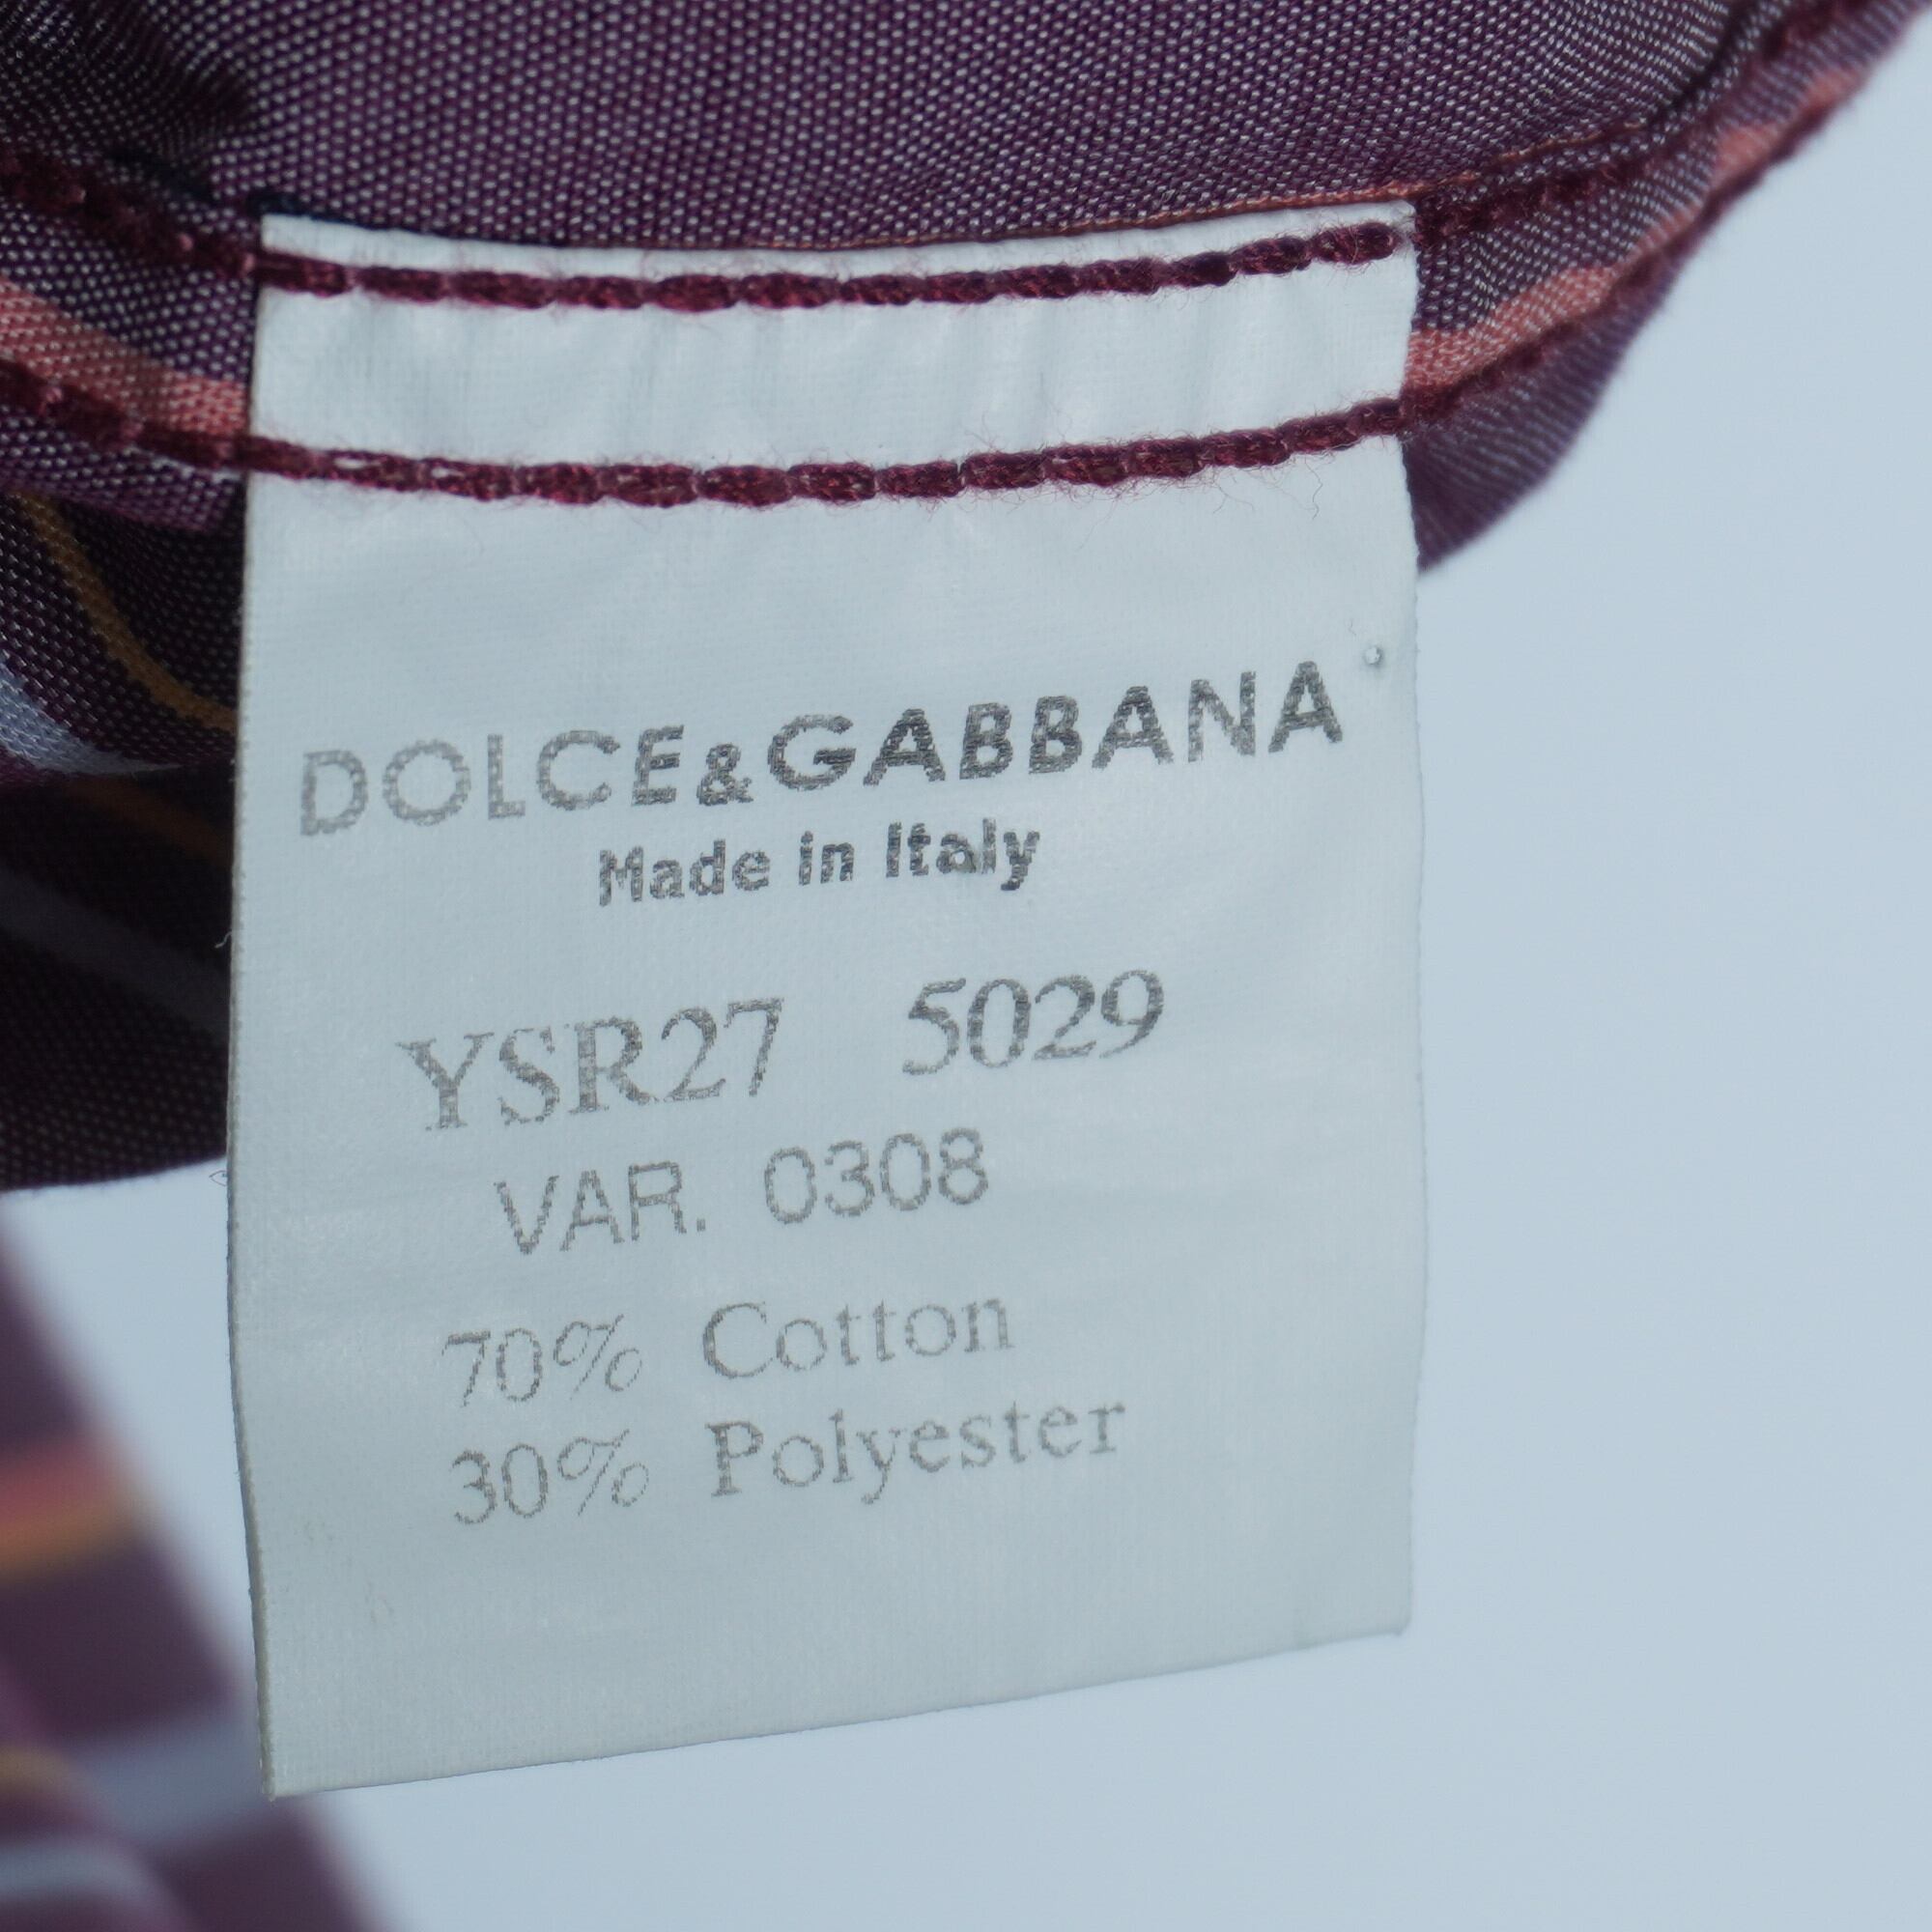 DOLCE&GABBANA
Made in Italy
YSR27 5029
VAR. 0308
70% Cotton
30% Polyester